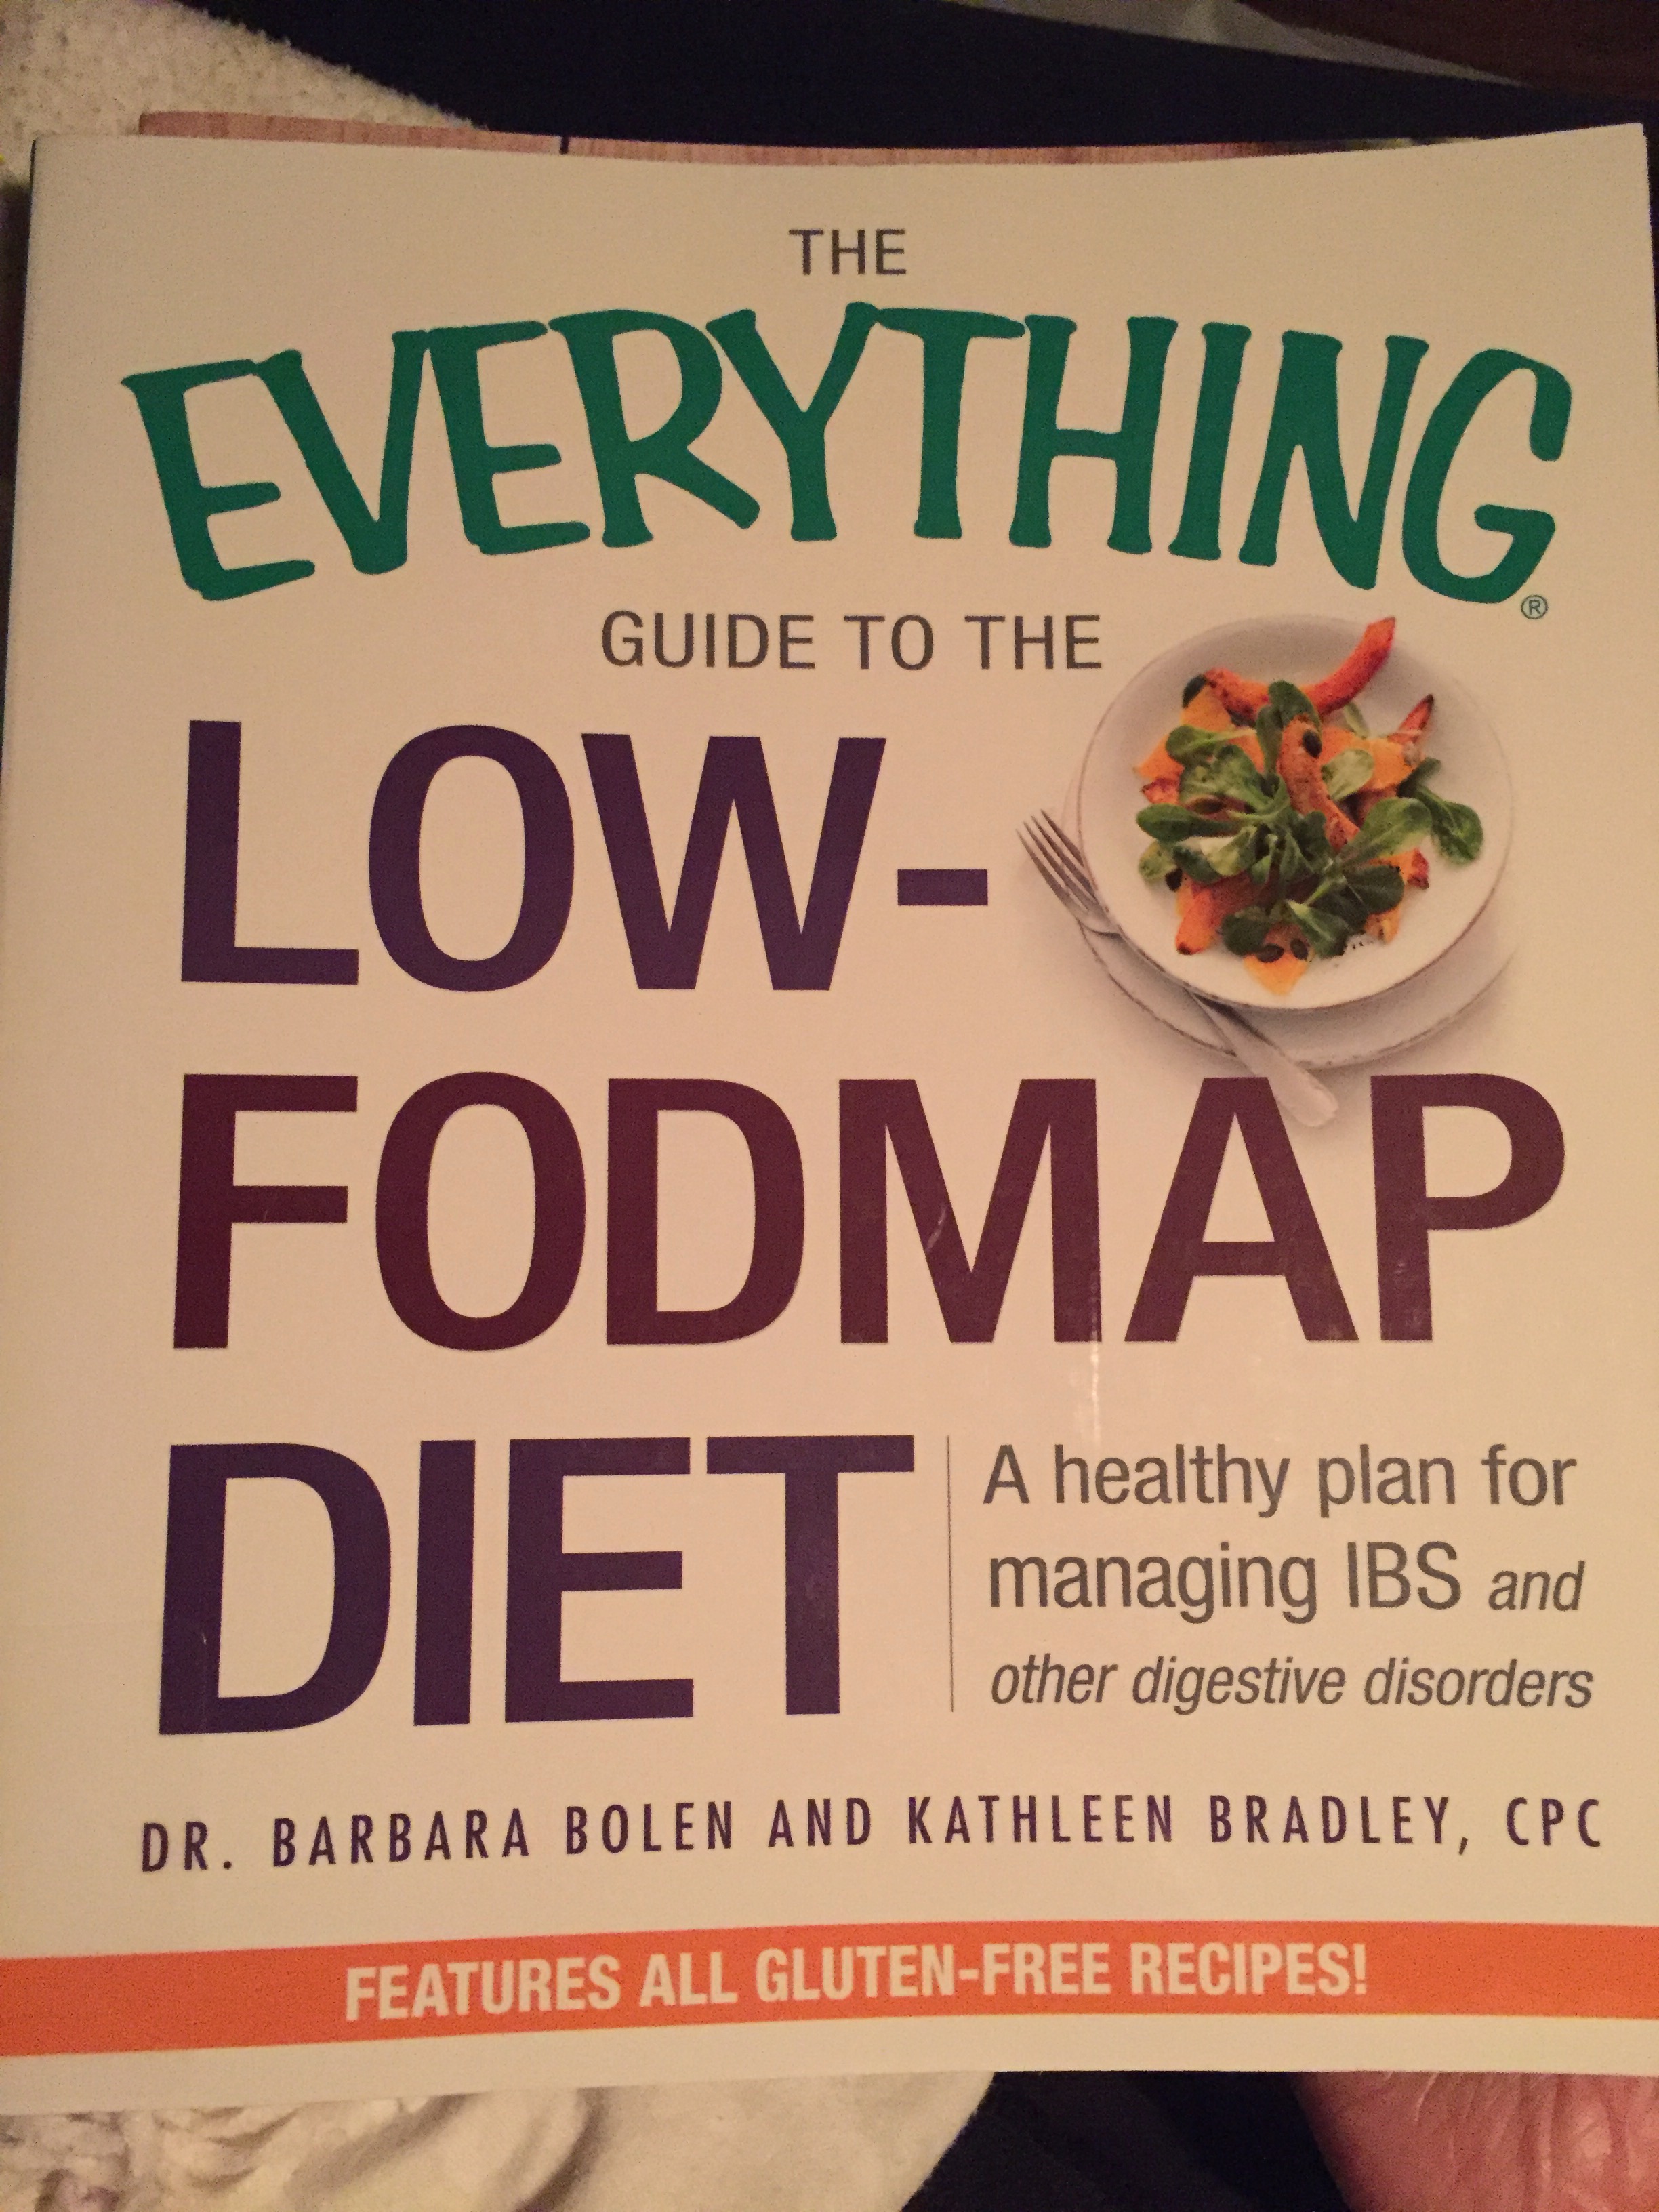 THE
EVERYTHING®
GUIDE TO THE
LOW-
FODMAP
DIET
A healthy plan for
managing IBS and
other digestive disorders
DR. BARBARA BOLEN AND KATHLEEN BRADLEY, CPC
FEATURES ALL GLUTEN-FREE RECIPES!